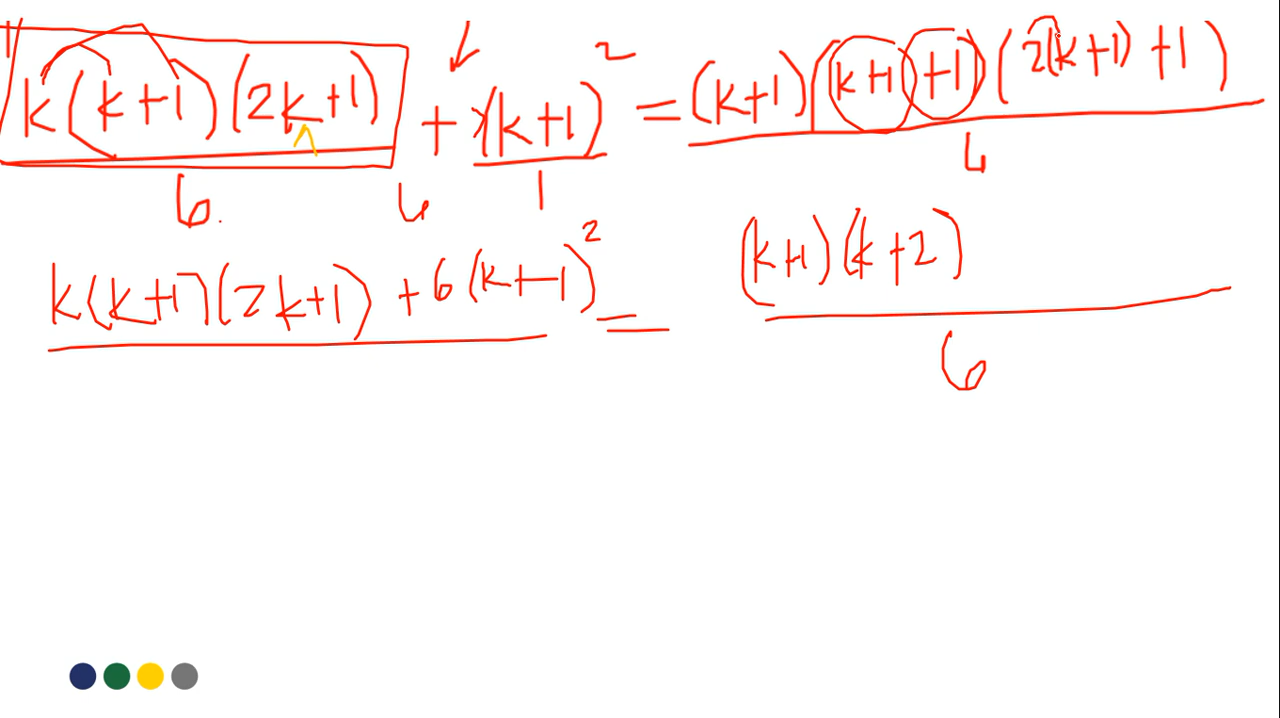 k(k+1)(2k+1)/6 + (k+1)²/1 = (k+1)((k+1)+1)(2(k+1)+1)/6
k(k+1)(2k+1) + 6(k+1)² = (k+1)(k+2)/6